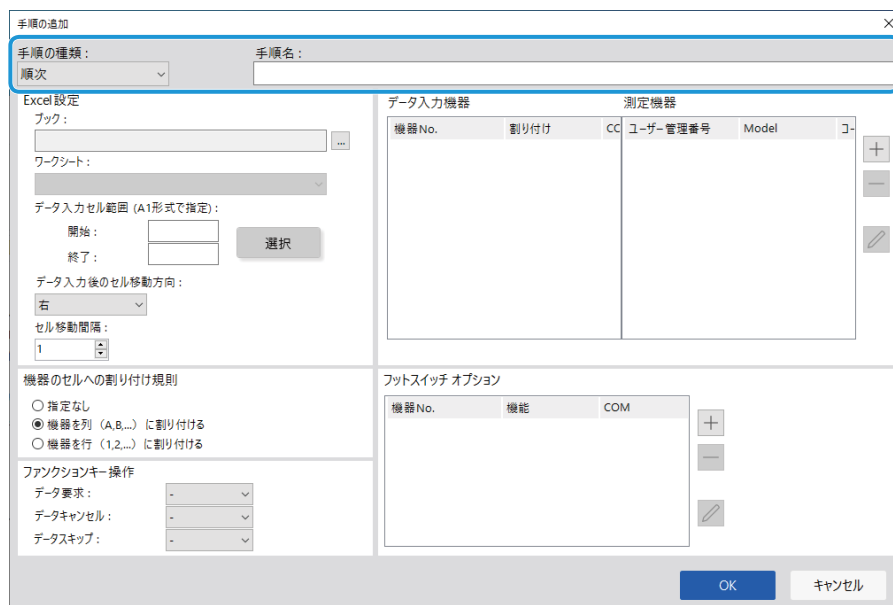 手順の追加
手順の種類：
手順名：
順次
Excel設定
ブック：
...
ワークシート：
データ入力セル範囲 (A1形式で指定)：
開始：
終了：
選択
データ入力後のセル移動方向：
右
セル移動間隔：
1
機器のセルへの割り付け規則
指定なし
機器を列（A,B,...）に割り付ける
機器を行（1,2,...）に割り付ける
ファンクションキー操作
データ要求：
-
データキャンセル：
-
データスキップ：
-
データ入力機器
測定機器
機器No.
割り付け
CC
ユーザー管理番号
Model
コー
フットスイッチ オプション
機器No.
機能
COM
OK
キャンセル